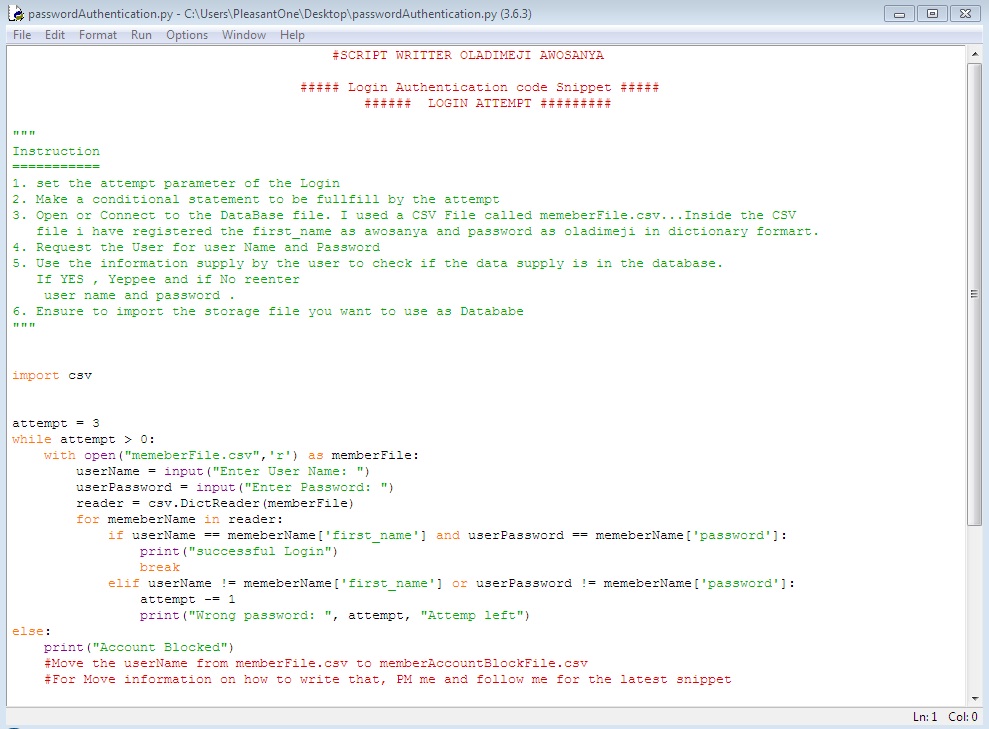 passwordAuthentication.py - C:\Users\PleasantOne\Desktop\passwordAuthentication.py (3.6.3)
File Edit Format Run Options Window Help
#SCRIPT WRITTER OLADIMEJI AWOSANYA
##### Login Authentication code Snippet #####
###### LOGIN ATTEMPT #########
"""
Instruction
===========
1. set the attempt parameter of the Login
2. Make a conditional statement to be fullfill by the attempt
3. Open or Connect to the DataBase file. I used a CSV File called memeberFile.csv...Inside the CSV
file i have registered the first_name as awosanya and password as oladimeji in dictionary formart.
4. Request the User for user Name and Password
5. Use the information supply by the user to check if the data supply is in the database.
If YES , Yeppee and if No reenter
user name and password .
6. Ensure to import the storage file you want to use as Datababe
"""
import csv
attempt = 3
while attempt > 0:
    with open("memeberFile.csv",'r') as memberFile:
        userName = input("Enter User Name: ")
        userPassword = input("Enter Password: ")
        reader = csv.DictReader(memberFile)
        for memeberName in reader:
            if userName == memeberName['first_name'] and userPassword == memeberName['password']:
                print("successful Login")
                break
            elif userName != memeberName['first_name'] or userPassword != memeberName['password']:
                attempt -= 1
                print("Wrong password: ", attempt, "Attemp left")
else:
    print("Account Blocked")
    #Move the userName from memberFile.csv to memberAccountBlockFile.csv
    #For Move information on how to write that, PM me and follow me for the latest snippet
Ln: 1 Col: 0